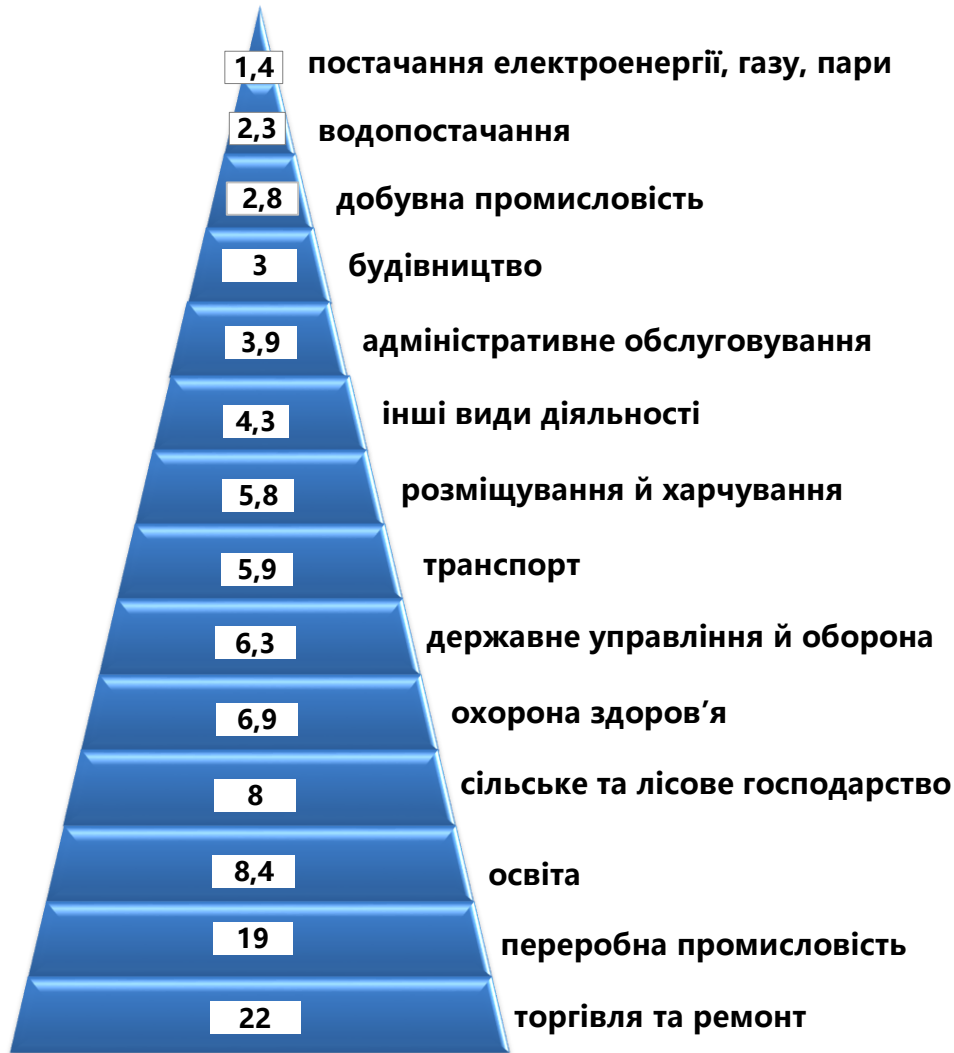 1,4 постачання електроенергії, газу, пари
2,3 водопостачання
2,8 добувна промисловість
3 будівництво
3,9 адміністративне обслуговування
4,3 інші види діяльності
5,8 розміщування й харчування
5,9 транспорт
6,3 державне управління й оборона
6,9 охорона здоров’я
8 сільське та лісове господарство
8,4 освіта
19 переробна промисловість
22 торгівля та ремонт